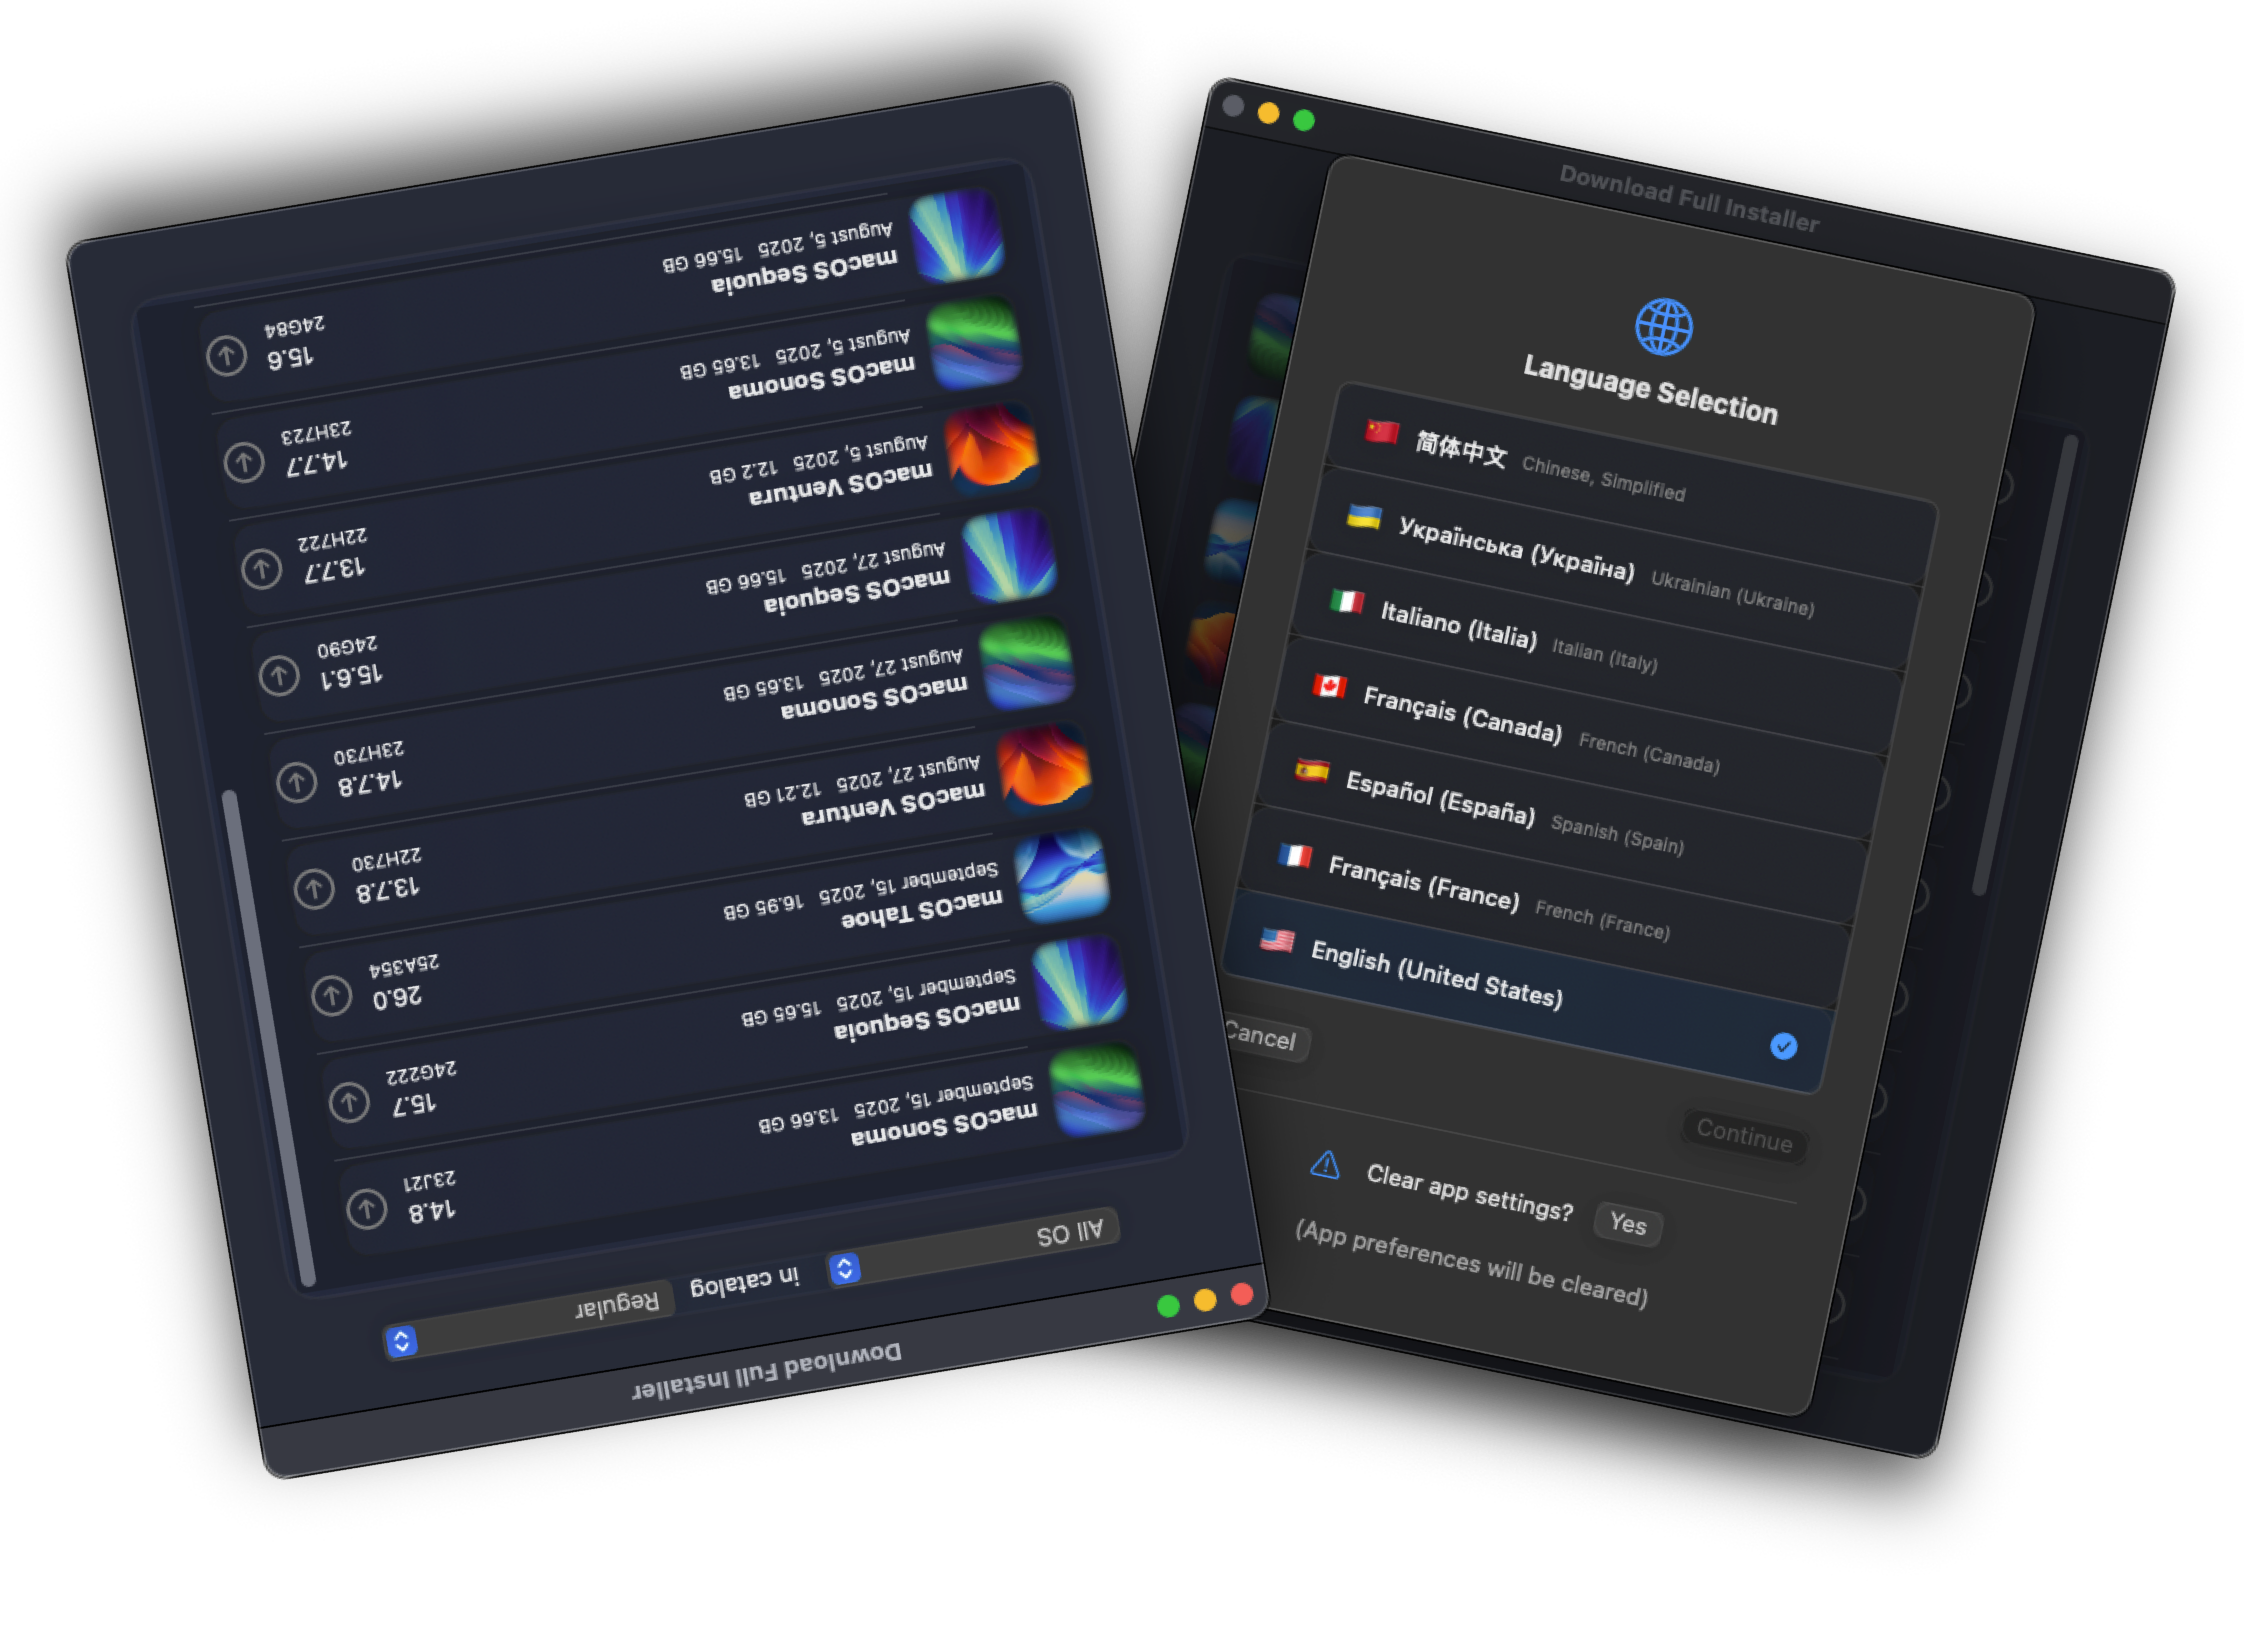 Download Full Installer
All OS in catalog Regular
macOS Sonoma 14.8
September 15, 2025 13.66 GB 23J21
macOS Sequoia 15.7
September 15, 2025 15.65 GB 24G222
macOS Tahoe 26.0
September 15, 2025 16.95 GB 25A354
macOS Ventura 13.7.8
August 27, 2025 12.21 GB 22H730
macOS Sonoma 14.7.8
August 27, 2025 13.65 GB 23H730
macOS Sequoia 15.6.1
August 27, 2025 15.66 GB 24G90
macOS Ventura 13.7.7
August 5, 2025 12.2 GB 22H722
macOS Sonoma 14.7.7
August 5, 2025 13.65 GB 23H723
macOS Sequoia 15.6
August 5, 2025 15.66 GB 24G84
Download Full Installer
Language Selection
简体中文 Chinese, Simplified
Українська (Україна) Ukrainian (Ukraine)
Italiano (Italia) Italian (Italy)
Français (Canada) French (Canada)
Español (España) Spanish (Spain)
Français (France) French (France)
English (United States)
Cancel Continue
Clear app settings? Yes
(App preferences will be cleared)